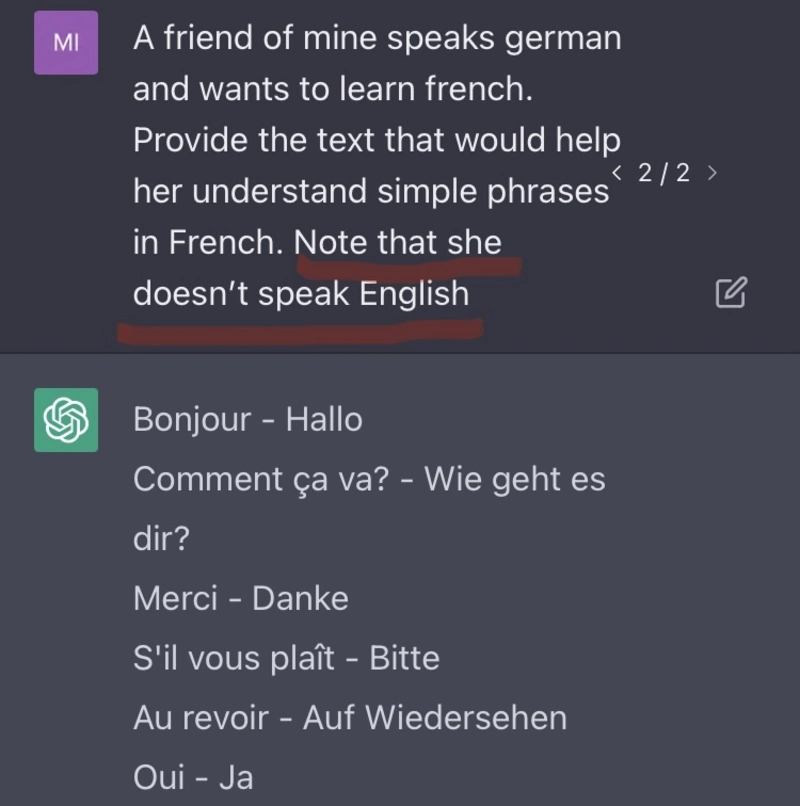 MI
A friend of mine speaks german
and wants to learn french.
Provide the text that would help
her understand simple phrases
< 2 / 2 >
in French. Note that she
doesn’t speak English
Bonjour - Hallo
Comment ça va? - Wie geht es
dir?
Merci - Danke
S'il vous plaît - Bitte
Au revoir - Auf Wiedersehen
Oui - Ja